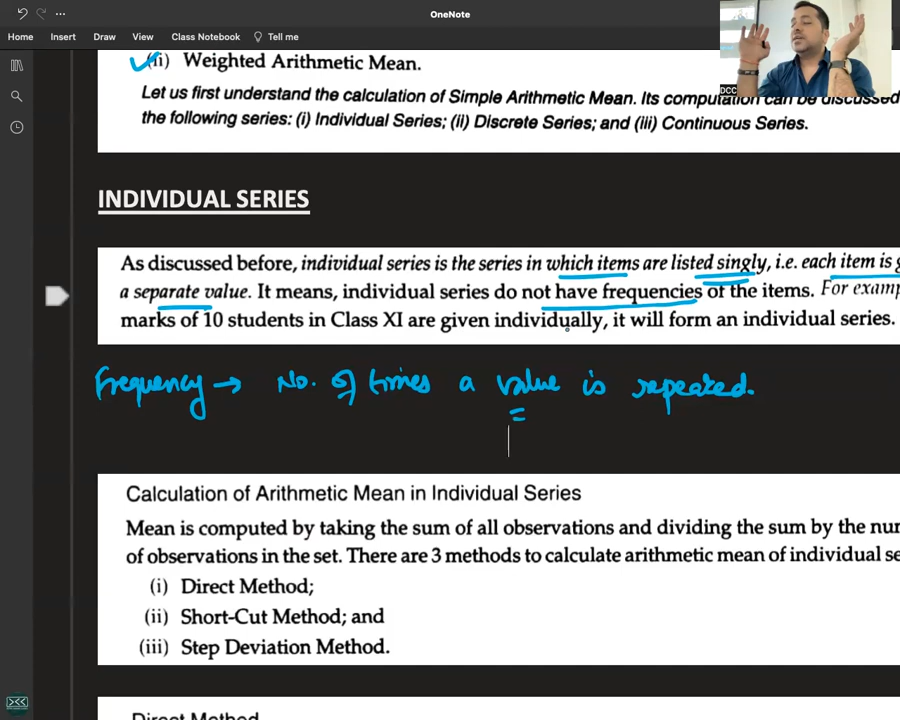 OneNote
Home Insert Draw View Class Notebook Tell me
(ii) Weighted Arithmetic Mean.
DCC
Let us first understand the calculation of Simple Arithmetic Mean. Its computation can be discussed
the following series: (i) Individual Series; (ii) Discrete Series; and (iii) Continuous Series.
INDIVIDUAL SERIES
As discussed before, individual series is the series in which items are listed singly, i.e. each item is g
a separate value. It means, individual series do not have frequencies of the items. For examp
marks of 10 students in Class XI are given individually, it will form an individual series.
Frequency → No. of times a value is repeated.
Calculation of Arithmetic Mean in Individual Series
Mean is computed by taking the sum of all observations and dividing the sum by the nu
of observations in the set. There are 3 methods to calculate arithmetic mean of individual se
(i) Direct Method;
(ii) Short-Cut Method; and
(iii) Step Deviation Method.
Direct Method